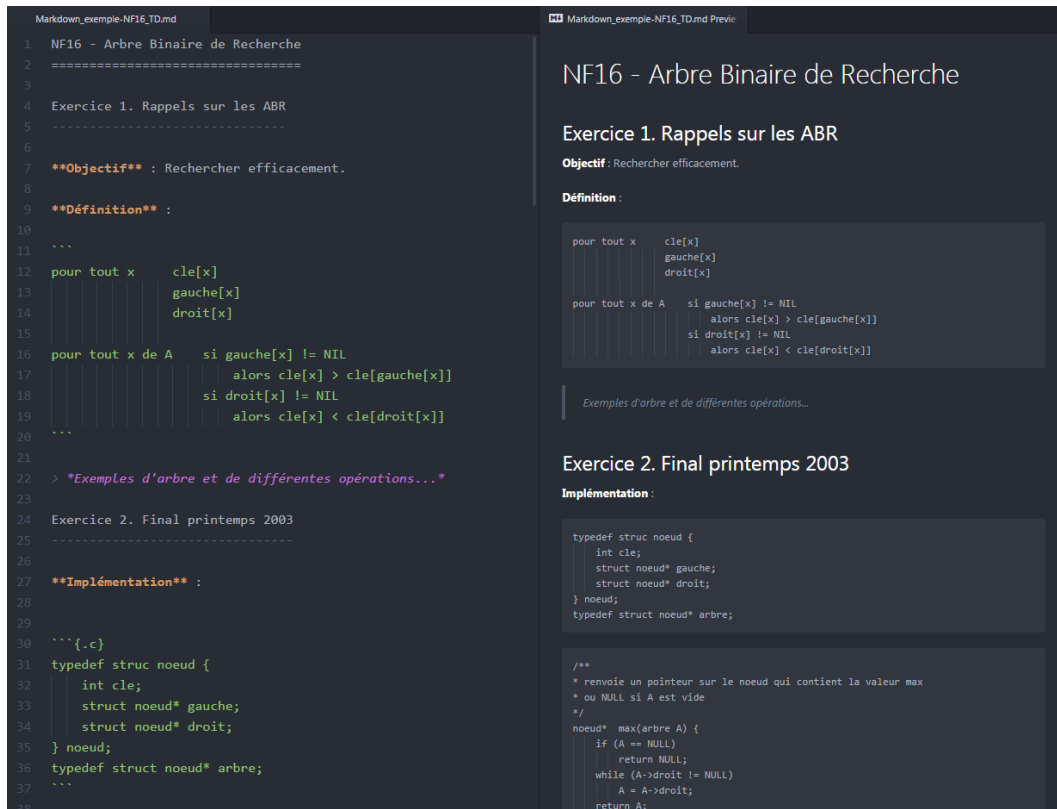 Markdown_exemple-NF16_TD.md
1 NF16 - Arbre Binaire de Recherche
2 =================================
3
4 Exercice 1. Rappels sur les ABR
5 -------------------------------
6
7 **Objectif** : Rechercher efficacement.
8
9 **Définition** :
10
11 ```
12 pour tout x     cle[x]
13                 gauche[x]
14                 droit[x]
15
16 pour tout x de A    si gauche[x] != NIL
17                         alors cle[x] > cle[gauche[x]]
18                     si droit[x] != NIL
19                         alors cle[x] < cle[droit[x]]
20 ```
21
22 > *Exemples d'arbre et de différentes opérations...*
23
24 Exercice 2. Final printemps 2003
25 --------------------------------
26
27 **Implémentation** :
28
29
30 ```{.c}
31 typedef struc noeud {
32     int cle;
33     struct noeud* gauche;
34     struct noeud* droit;
35 } noeud;
36 typedef struct noeud* arbre;
37 ```
38
Markdown_exemple-NF16_TD.md Previe
NF16 - Arbre Binaire de Recherche
Exercice 1. Rappels sur les ABR
Objectif : Rechercher efficacement.
Définition :
pour tout x     cle[x]
                gauche[x]
                droit[x]
pour tout x de A    si gauche[x] != NIL
                        alors cle[x] > cle[gauche[x]]
                    si droit[x] != NIL
                        alors cle[x] < cle[droit[x]]
Exemples d'arbre et de différentes opérations...
Exercice 2. Final printemps 2003
Implémentation :
typedef struc noeud {
    int cle;
    struct noeud* gauche;
    struct noeud* droit;
} noeud;
typedef struct noeud* arbre;
/**
* renvoie un pointeur sur le noeud qui contient la valeur max
* ou NULL si A est vide
*/
noeud*  max(arbre A) {
    if (A == NULL)
        return NULL;
    while (A->droit != NULL)
        A = A->droit;
    return A;